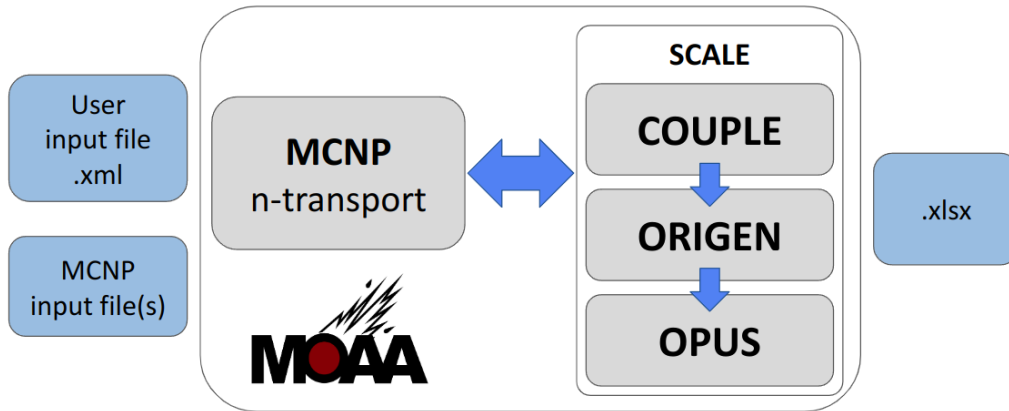 User
input file
.xml
MCNP
input file(s)
MCNP
n-transport
MOAA
SCALE
COUPLE
ORIGEN
OPUS
.xlsx